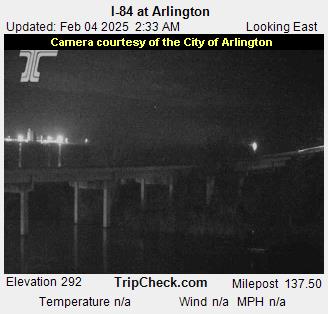 I-84 at Arlington
Updated: Feb 04 2025 2:33 AM Looking East
Camera courtesy of the City of Arlington
Elevation 292 TripCheck.com Milepost 137.50
Temperature n/a Wind n/a MPH n/a